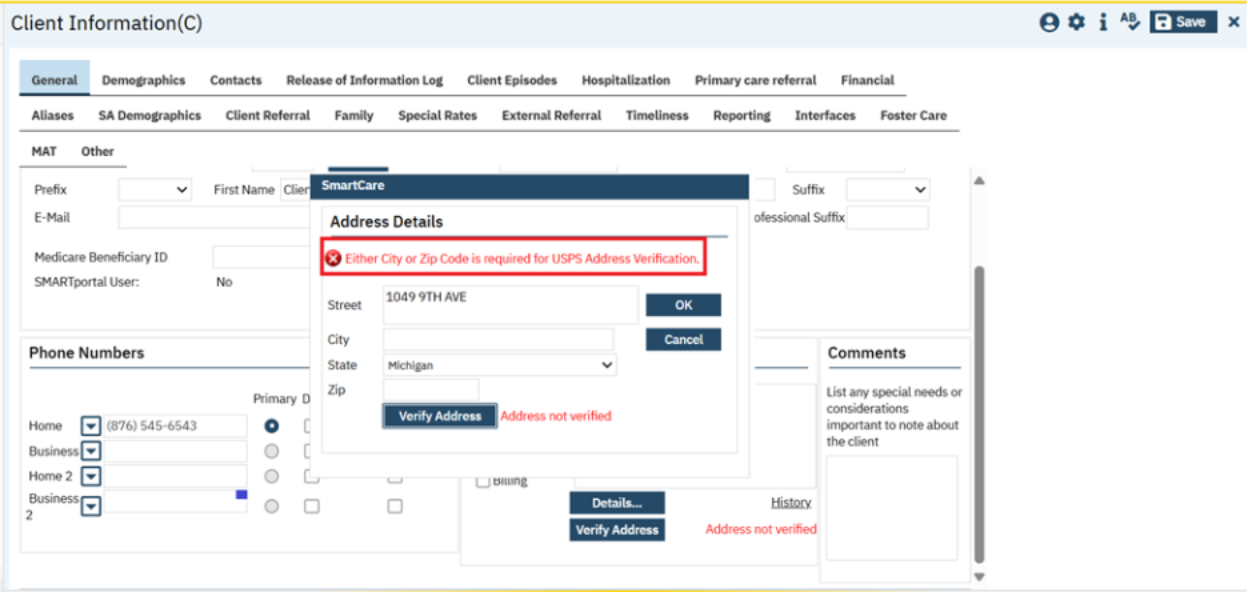 Client Information(C)
Save
General Demographics Contacts Release of Information Log Client Episodes Hospitalization Primary care referral Financial
Aliases SA Demographics Client Referral Family Special Rates External Referral Timeliness Reporting Interfaces Foster Care
MAT Other
Prefix First Name Clien Suffix
E-Mail ofessional Suffix
Medicare Beneficiary ID
SMARTportal User: No
SmartCare
Address Details
Either City or Zip Code is required for USPS Address Verification.
Street 1049 9TH AVE OK
City Cancel
State Michigan
Zip
Verify Address Address not verified
Phone Numbers
Primary D
Home (876) 545-6543
Business
Home 2
Business
2
Billing
Details... History
Verify Address Address not verified
Comments
List any special needs or
considerations
important to note about
the client